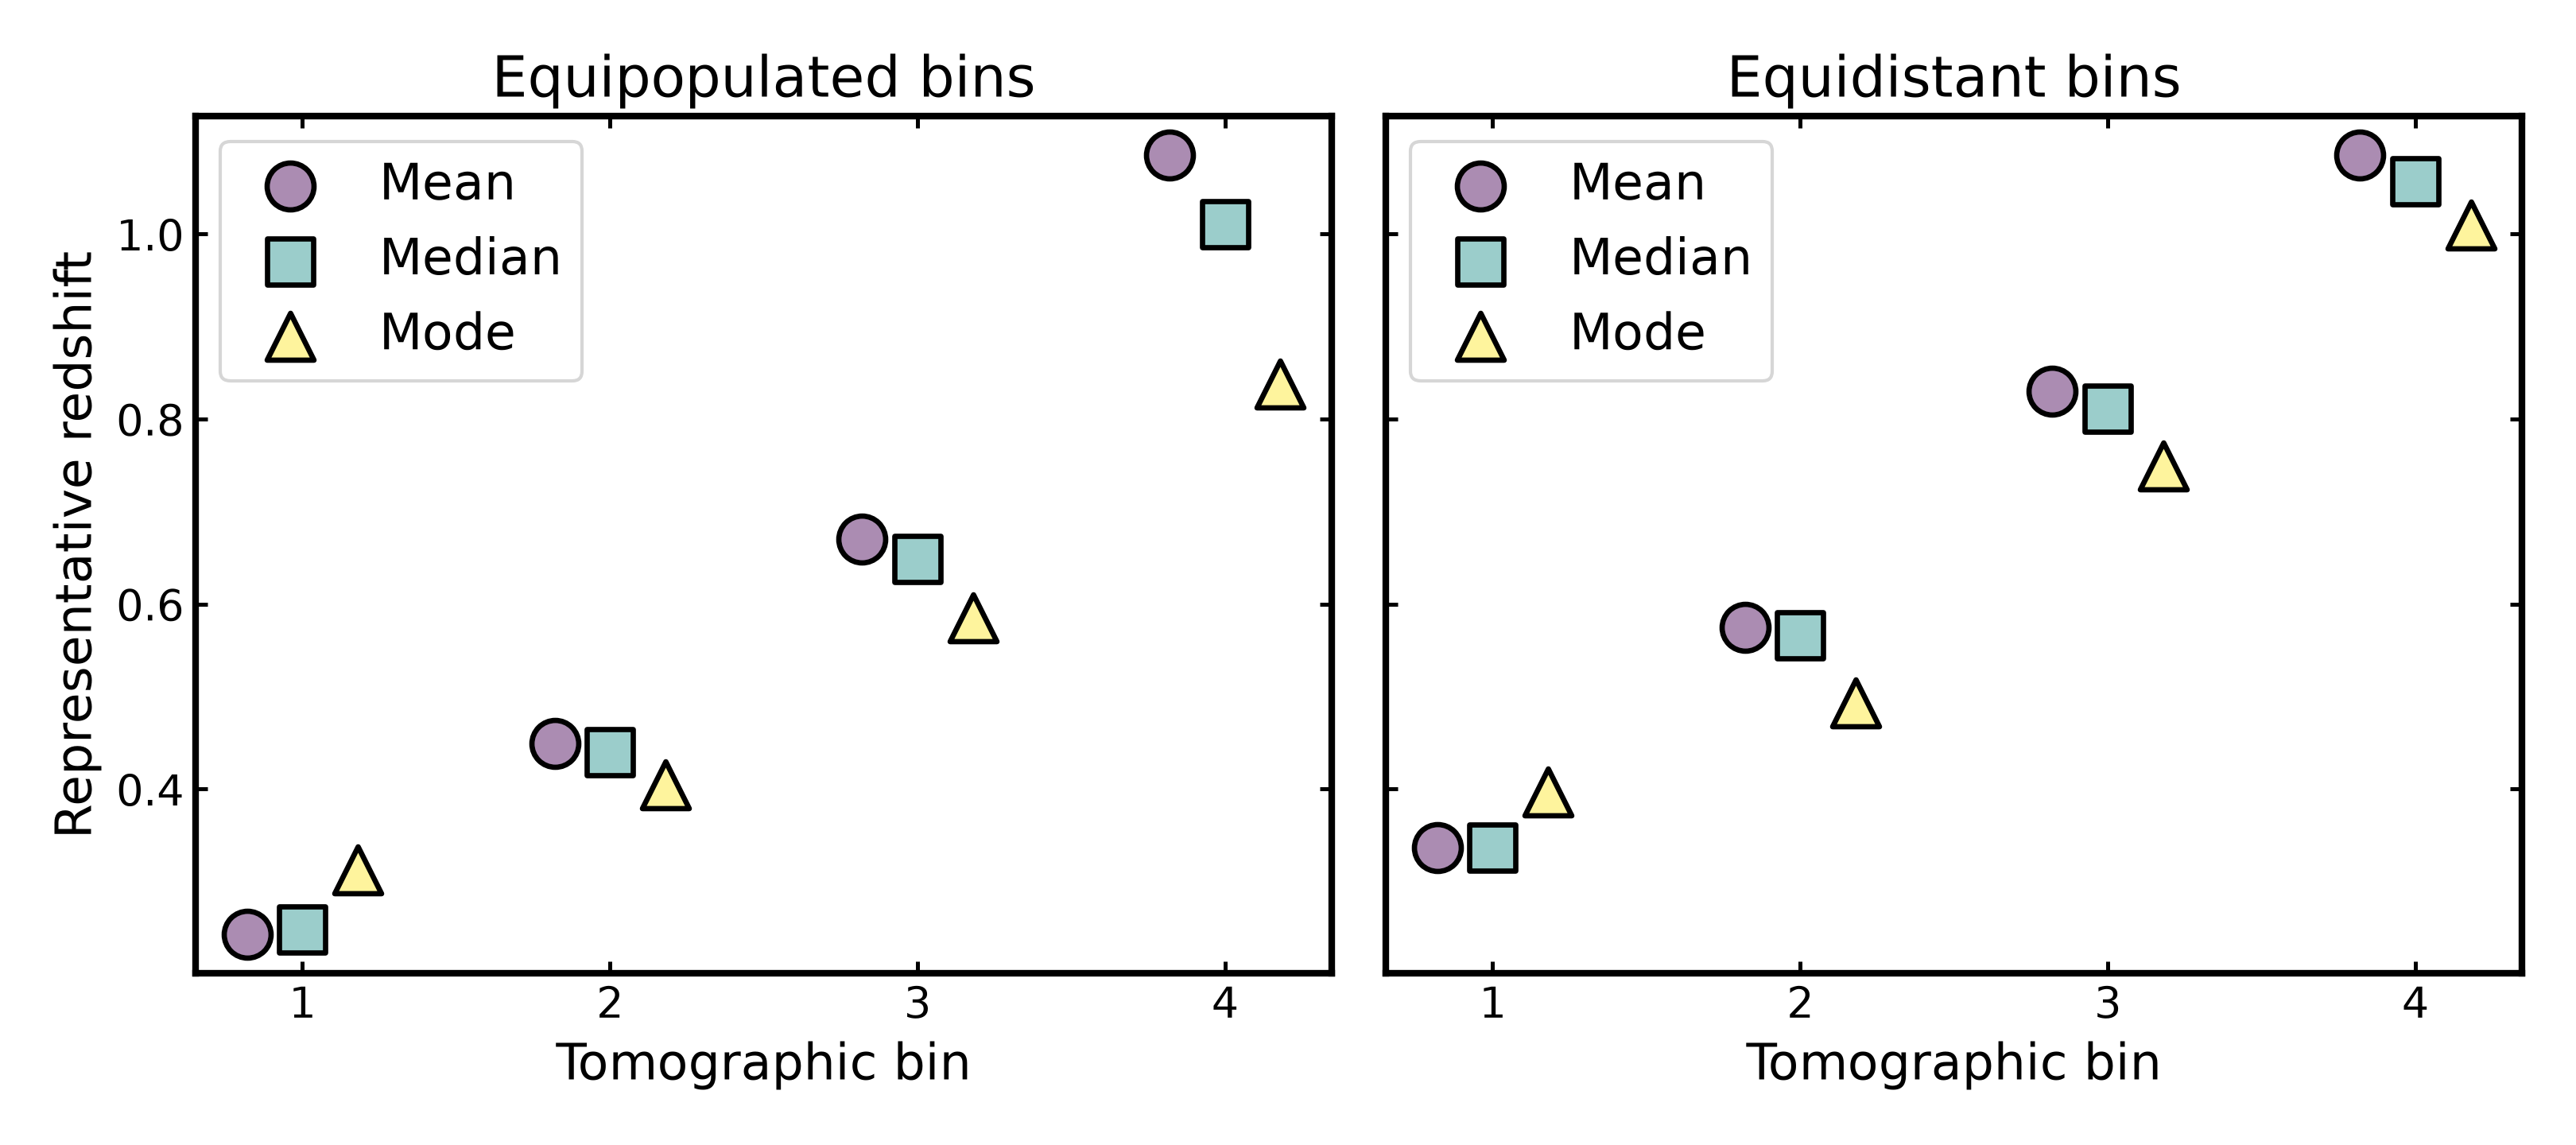 Equipopulated bins
Mean
Median
Mode
Representative redshift
1.0
0.8
0.6
0.4
1 2 3 4
Tomographic bin
Equidistant bins
Mean
Median
Mode
1 2 3 4
Tomographic bin